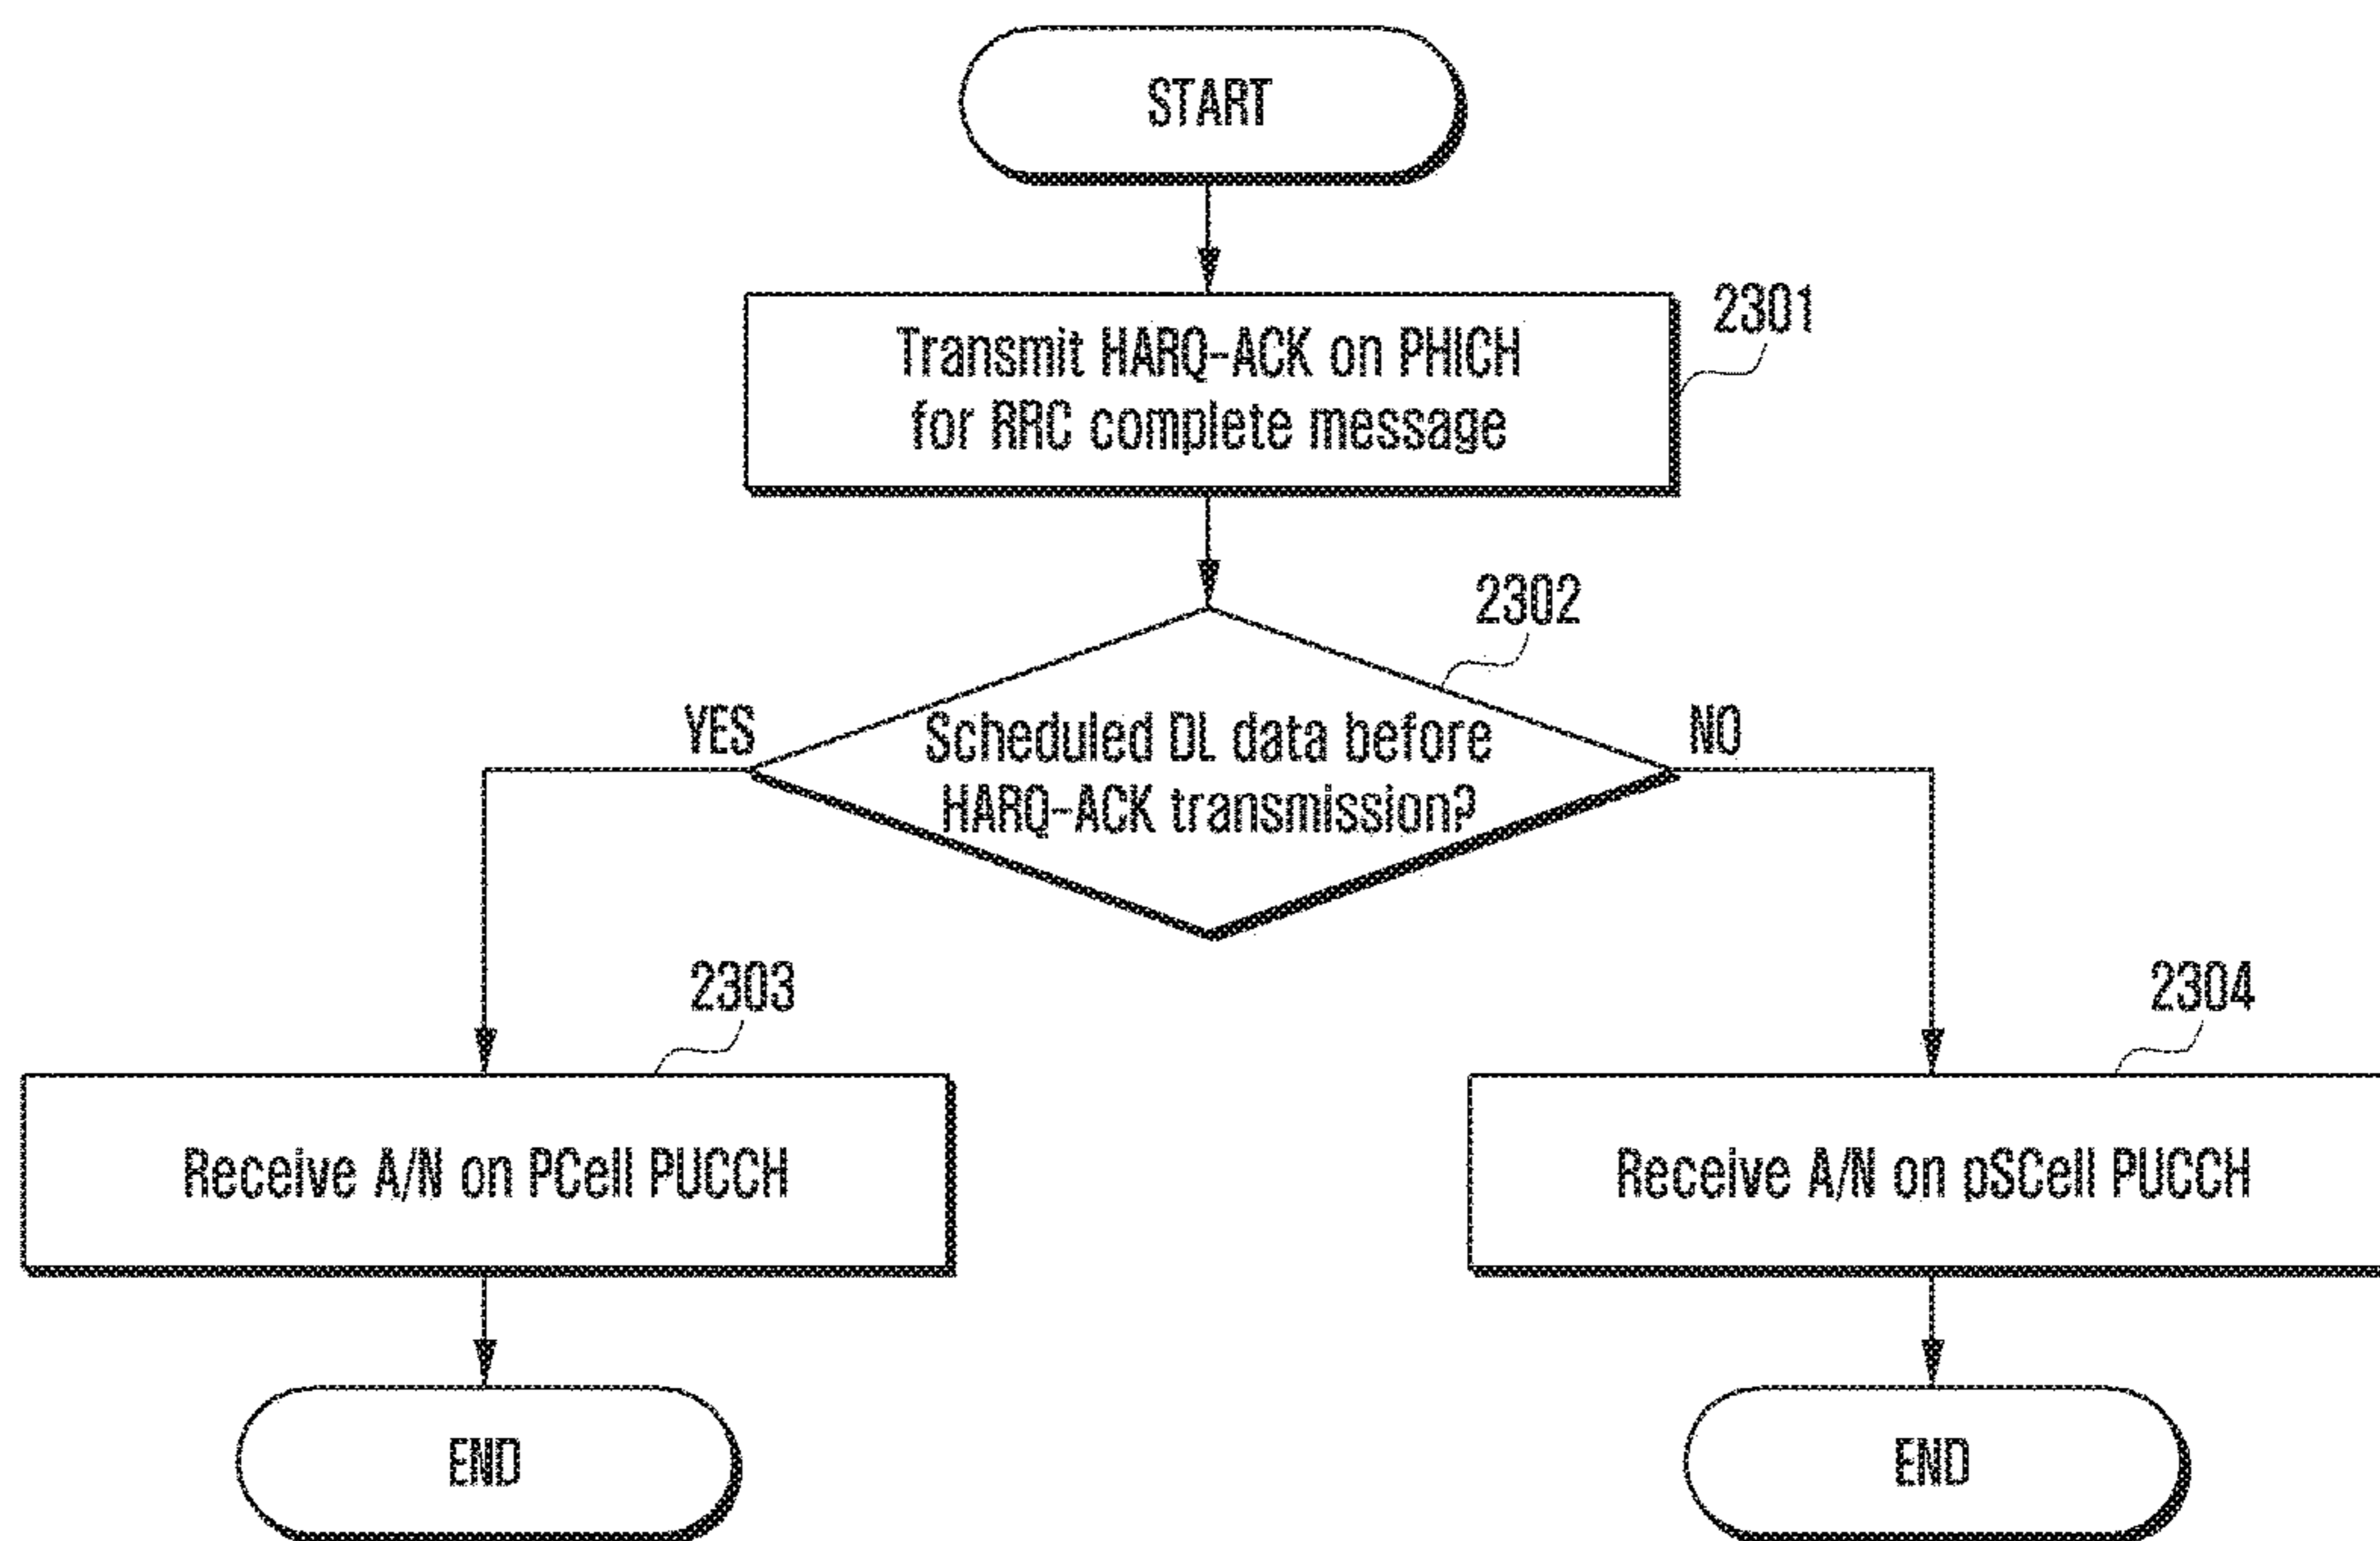 START
Transmit HARQ-ACK on PHICH
for RRC complete message
2301
2302
YES
Scheduled DL data before
HARQ-ACK transmission?
NO
2303
2304
Receive A/N on PCell PUCCH
Receive A/N on pSCell PUCCH
END
END